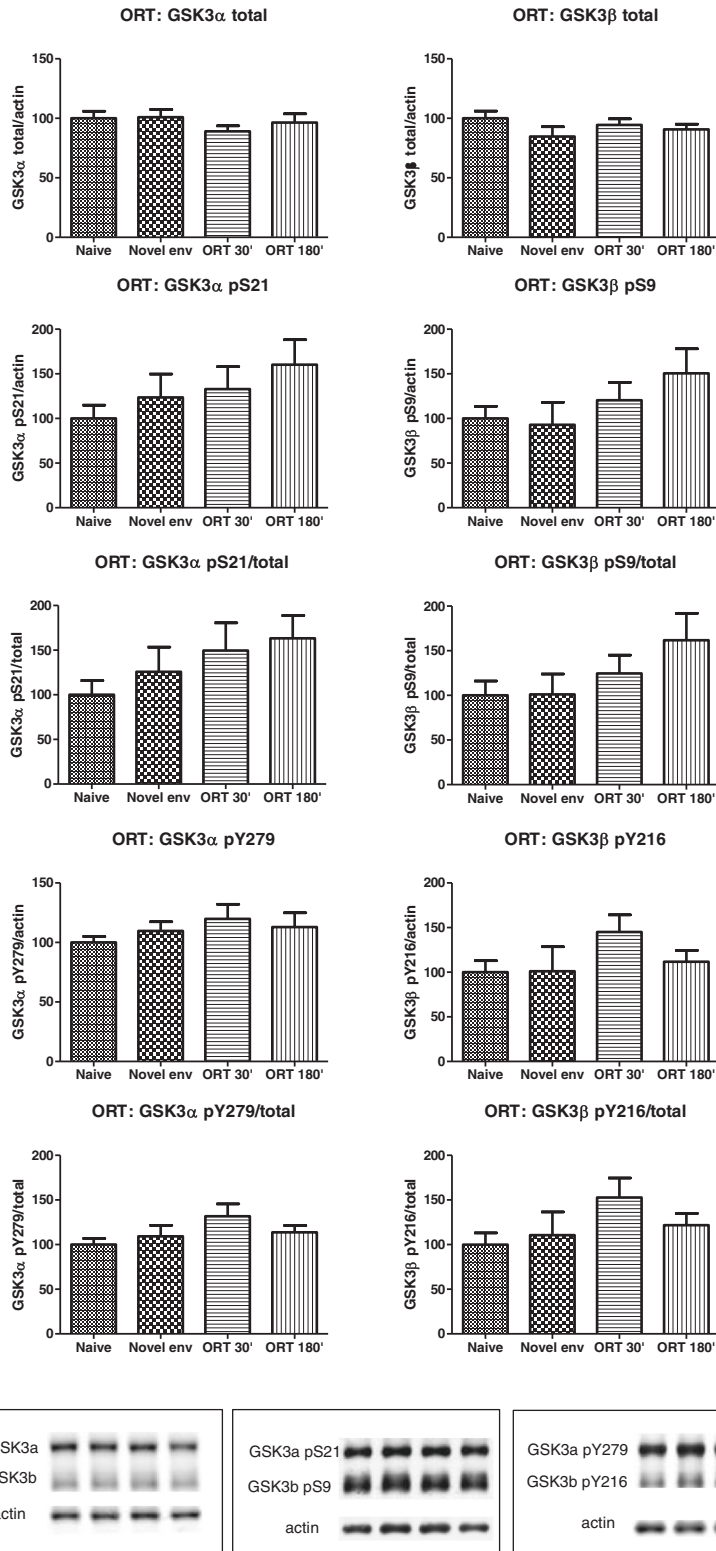 ORT: GSK3α total
GSK3α total/actin
150
100
50
0
Naive Novel env ORT 30' ORT 180'
ORT: GSK3β total
GSK3β total/actin
150
100
50
0
Naive Novel env ORT 30' ORT 180'
ORT: GSK3α pS21
GSK3α pS21/actin
200
150
100
50
0
Naive Novel env ORT 30' ORT 180'
ORT: GSK3β pS9
GSK3β pS9/actin
200
150
100
50
0
Naive Novel env ORT 30' ORT 180'
ORT: GSK3α pS21/total
GSK3α pS21/total
200
150
100
50
0
Naive Novel env ORT 30' ORT 180'
ORT: GSK3β pS9/total
GSK3β pS9/total
200
150
100
50
0
Naive Novel env ORT 30' ORT 180'
ORT: GSK3α pY279
GSK3α pY279/actin
150
100
50
0
Naive Novel env ORT 30' ORT 180'
ORT: GSK3β pY216
GSK3β pY216/actin
200
150
100
50
0
Naive Novel env ORT 30' ORT 180'
ORT: GSK3α pY279/total
GSK3α pY279/total
200
150
100
50
0
Naive Novel env ORT 30' ORT 180'
ORT: GSK3β pY216/total
GSK3β pY216/total
200
150
100
50
0
Naive Novel env ORT 30' ORT 180'
SK3a
SK3b
actin
GSK3a pS21
GSK3b pS9
actin
GSK3a pY279
GSK3b pY216
actin